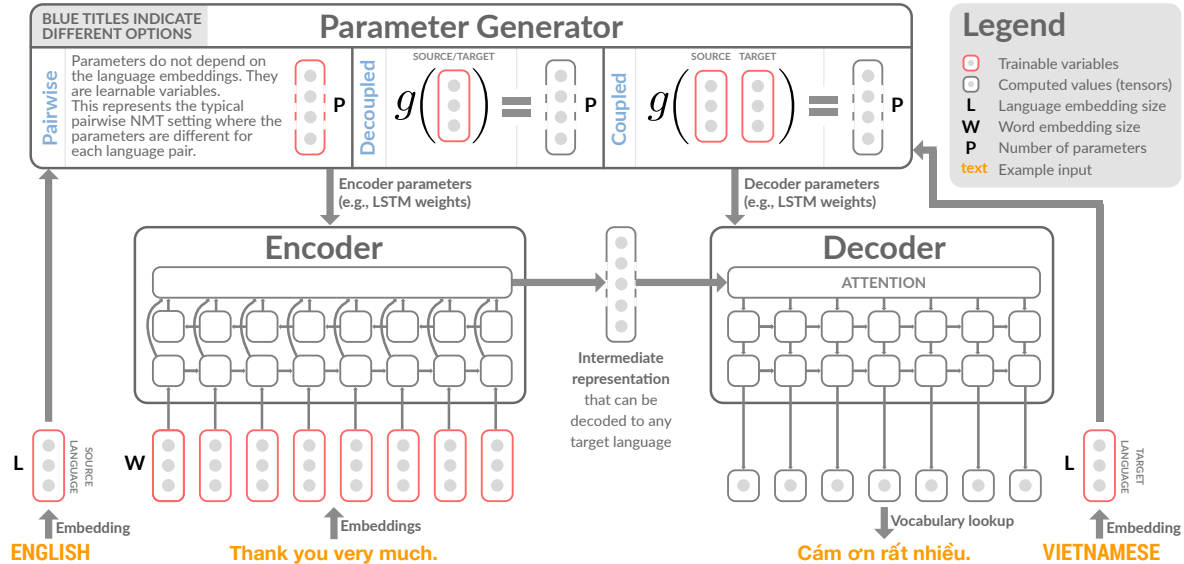 BLUE TITLES INDICATE
DIFFERENT OPTIONS
Parameter Generator
Pairwise
Parameters do not depend on
the language embeddings. They
are learnable variables.
This represents the typical
pairwise NMT setting where the
parameters are different for
each language pair.
P
Decoupled
SOURCE/TARGET
g( ) =
P
Coupled
SOURCE TARGET
g( ) =
P
Legend
Trainable variables
Computed values (tensors)
L Language embedding size
W Word embedding size
P Number of parameters
text Example input
Encoder parameters
(e.g., LSTM weights)
Decoder parameters
(e.g., LSTM weights)
Encoder
Decoder
ATTENTION
Intermediate
representation
that can be
decoded to any
target language
L
SOURCE
LANGUAGE
W
L
TARGET
LANGUAGE
Embedding
Embeddings
Vocabulary lookup
Embedding
ENGLISH
Thank you very much.
Cám ơn rất nhiều.
VIETNAMESE